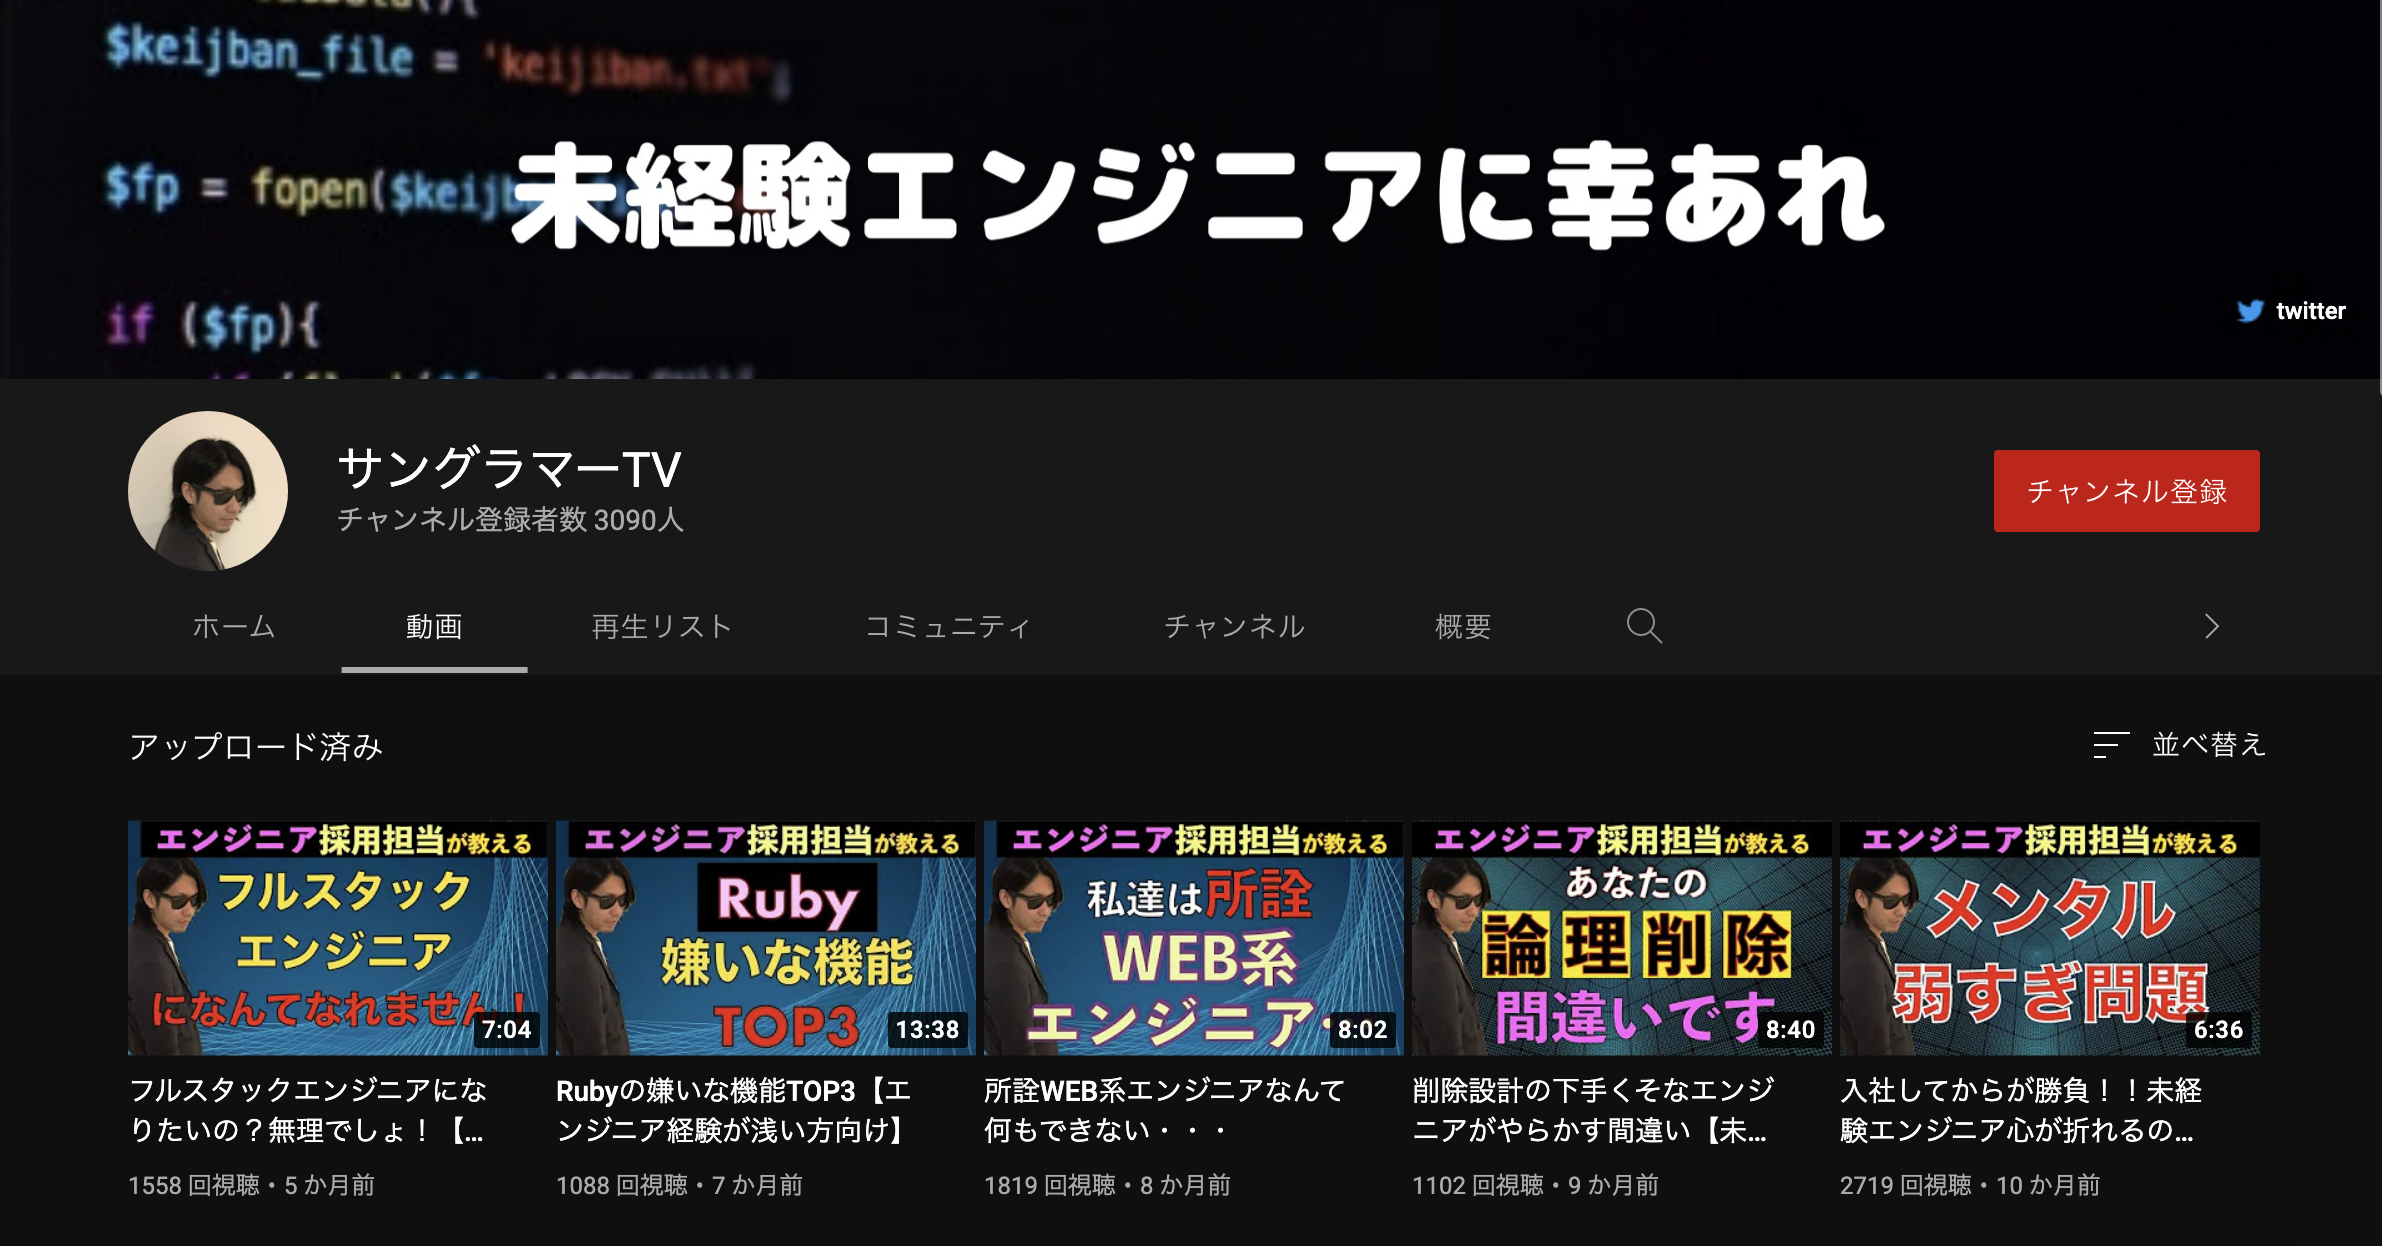 $keijban_file = 'keijiban.txt";
$fp = fopen($keijb
未経験エンジニアに幸あれ
if ($fp){
twitter
サングラマーTV
チャンネル登録者数 3090人
チャンネル登録
ホーム
動画
再生リスト
コミュニティ
チャンネル
概要
アップロード済み
並べ替え
エンジニア採用担当が教える
フルスタック
エンジニア
になんてなれません！
7:04
フルスタックエンジニアにな
りたいの？無理でしょ！【...
1558 回視聴・5 か月前
エンジニア採用担当が教える
Ruby
嫌いな機能
TOP3
13:38
Rubyの嫌いな機能TOP3【エ
ンジニア経験が浅い方向け】
1088 回視聴・7 か月前
エンジニア採用担当が教える
私達は所詮
WEB系
エンジニア・
8:02
所詮WEB系エンジニアなんて
何もできない・・・
1819 回視聴・8 か月前
エンジニア採用担当が教える
あなたの
論理削除
間違いです
8:40
削除設計の下手くそなエンジ
ニアがやらかす間違い【未...
1102 回視聴・9 か月前
エンジニア採用担当が教える
メンタル
弱すぎ問題
6:36
入社してからが勝負！！未経
験エンジニア心が折れるの...
2719 回視聴・10 か月前